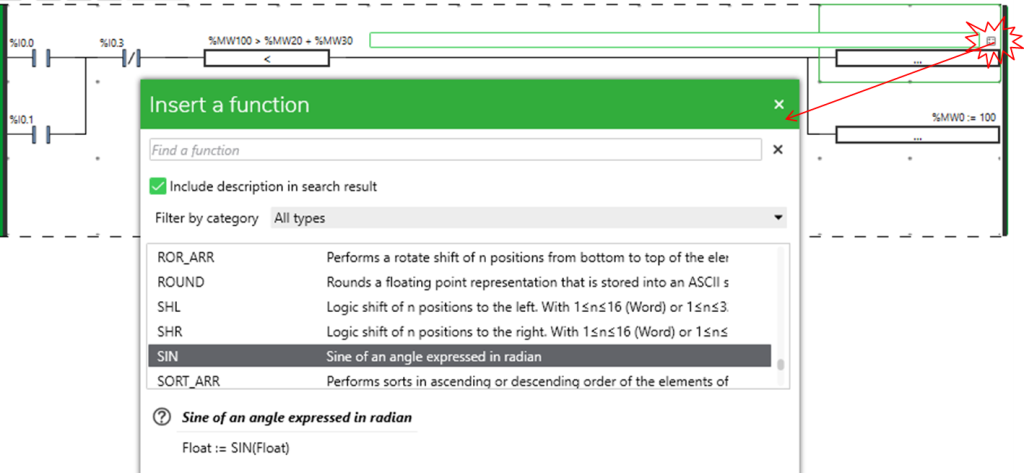 %I0.0
%I0.3
%MW100 > %MW20 + %MW30
<
...
%I0.1
%MW0 := 100
...
Insert a function
Find a function
Include description in search result
Filter by category All types
ROR_ARR Performs a rotate shift of n positions from bottom to top of the eler
ROUND Rounds a floating point representation that is stored into an ASCII s
SHL Logic shift of n positions to the left. With 1≤n≤16 (Word) or 1≤n≤3.
SHR Logic shift of n positions to the right. With 1≤n≤16 (Word) or 1≤n≤
SIN Sine of an angle expressed in radian
SORT_ARR Performs sorts in ascending or descending order of the elements of
Sine of an angle expressed in radian
Float := SIN(Float)